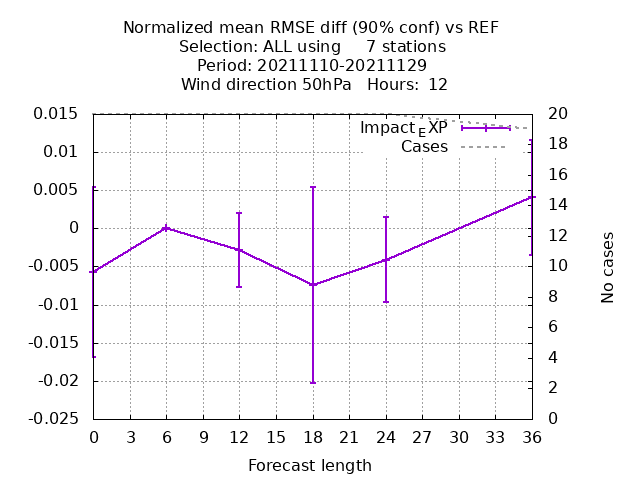 Normalized mean RMSE diff (90% conf) vs REF
Selection: ALL using     7 stations
Period: 20211110-20211129
Wind direction 50hPa   Hours:  12
0.015
0.01
0.005
0
-0.005
-0.01
-0.015
-0.02
-0.025
Impact_EXP
Cases
20
18
16
14
12
10
8
6
4
2
0
No cases
0 3 6 9 12 15 18 21 24 27 30 33 36
Forecast length